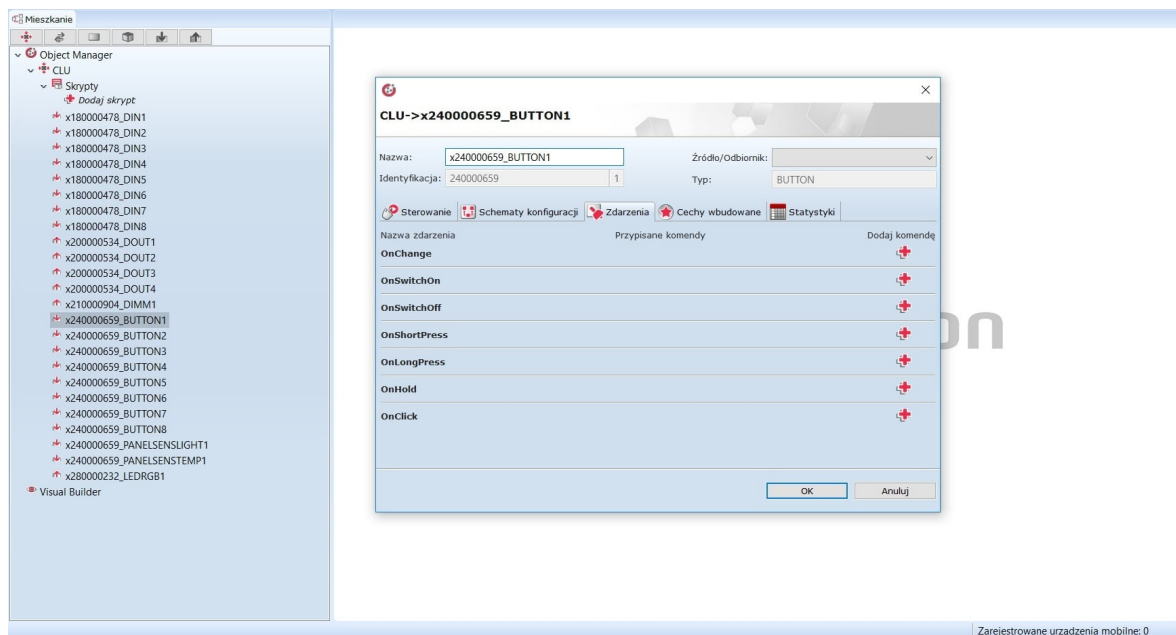 Mieszkanie
Object Manager
CLU
Skrypty
Dodaj skrypt
x180000478_DIN1
x180000478_DIN2
x180000478_DIN3
x180000478_DIN4
x180000478_DIN5
x180000478_DIN6
x180000478_DIN7
x180000478_DIN8
x200000534_DOUT1
x200000534_DOUT2
x200000534_DOUT3
x200000534_DOUT4
x210000904_DIMM1
x240000659_BUTTON1
x240000659_BUTTON2
x240000659_BUTTON3
x240000659_BUTTON4
x240000659_BUTTON5
x240000659_BUTTON6
x240000659_BUTTON7
x240000659_BUTTON8
x240000659_PANELSENSLIGHT1
x240000659_PANELSENSTEMP1
x280000232_LEDRGB1
Visual Builder
CLU->x240000659_BUTTON1
Nazwa: x240000659_BUTTON1 Źródło/Odbiornik:
Identyfikacja: 240000659 1 Typ: BUTTON
Sterowanie Schematy konfiguracji Zdarzenia Cechy wbudowane Statystyki
Nazwa zdarzenia Przypisane komendy Dodaj komendę
OnChange
OnSwitchOn
OnSwitchOff
OnShortPress
OnLongPress
OnHold
OnClick
OK Anuluj
on
Zarejestrowane urządzenia mobilne: 0